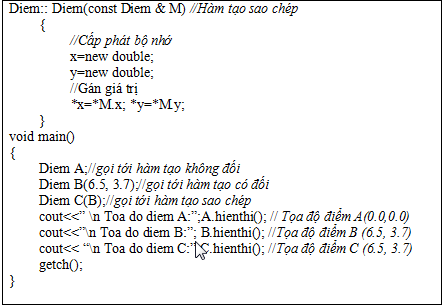 Diem:: Diem(const Diem & M) //Hàm tạo sao chép
{
//Cấp phát bộ nhớ
x=new double;
y=new double;
//Gán giá trị
*x=*M.x; *y=*M.y;
}
void main()
{
Diem A;//gọi tới hàm tạo không đối
Diem B(6.5, 3.7);//gọi tới hàm tạo có đối
Diem C(B);//gọi tới hàm tạo sao chép
cout<<” \n Toa do diem A:”;A.hienthi(); // Tọa độ điểm A(0.0,0.0)
cout<<”\n Toa do diem B:”; B.hienthi(); //Tọa độ điểm B (6.5, 3.7)
cout<< “\n Toa do diem C:” C.hienthi(); //Tọa độ điểm C (6.5, 3.7)
getch();
}